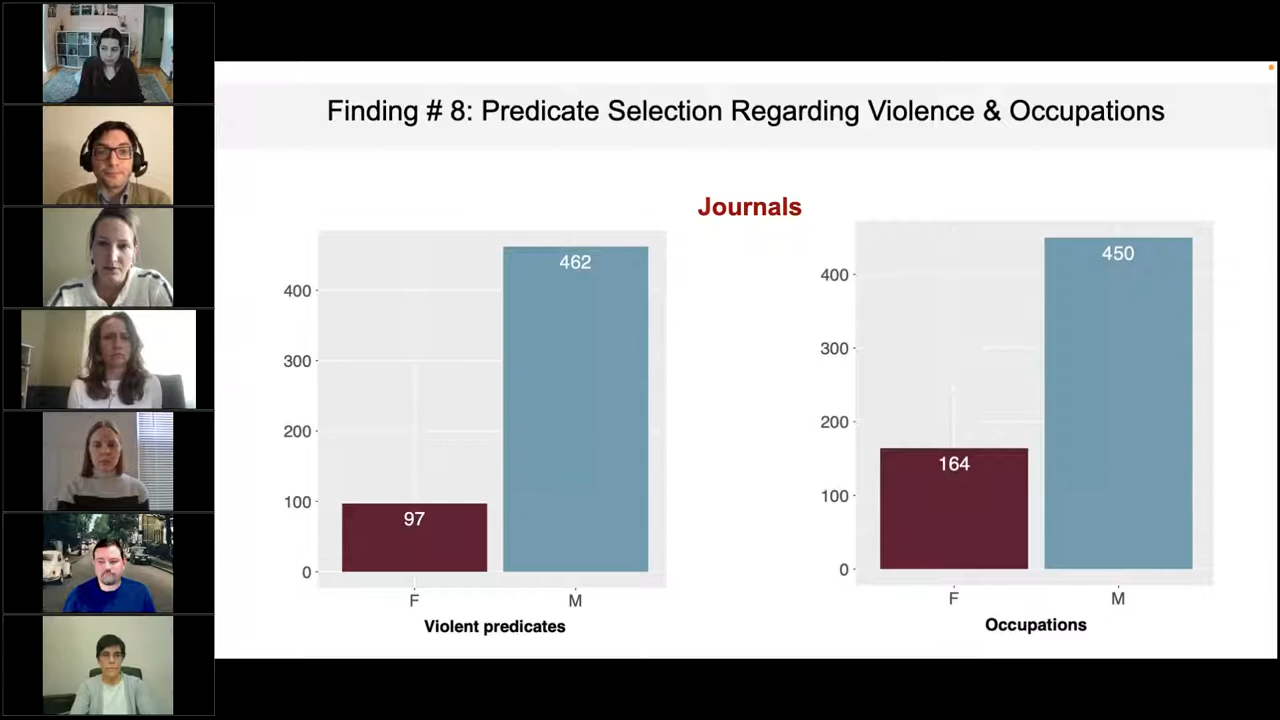 Finding # 8: Predicate Selection Regarding Violence & Occupations
Journals
462
97
400
300
200
100
0
F
M
Violent predicates
450
164
400
300
200
100
0
F
M
Occupations